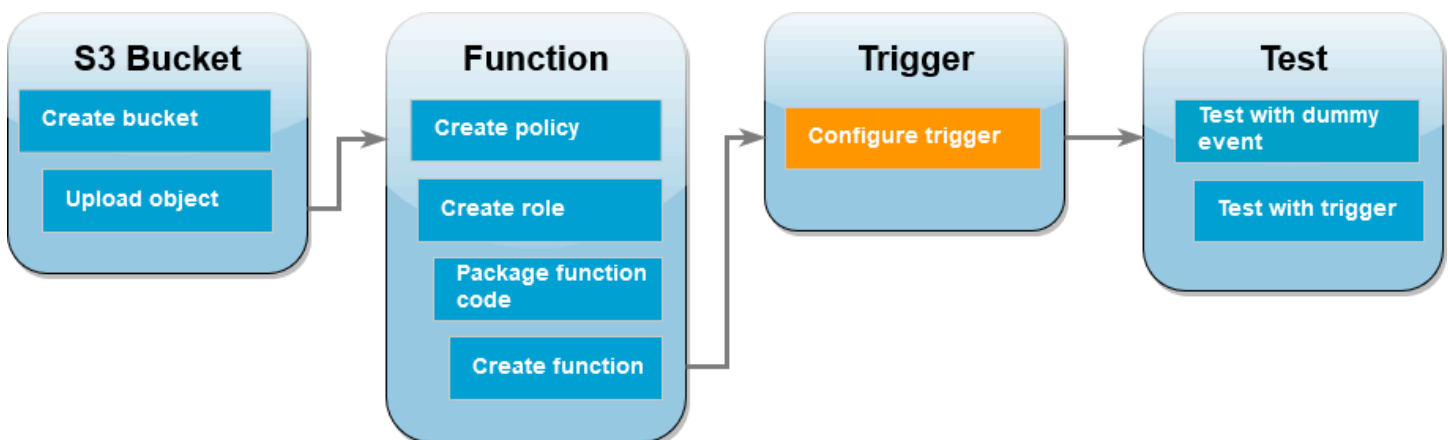 S3 Bucket
Create bucket
Upload object
Function
Create policy
Create role
Package function
code
Create function
Trigger
Configure trigger
Test
Test with dummy
event
Test with trigger